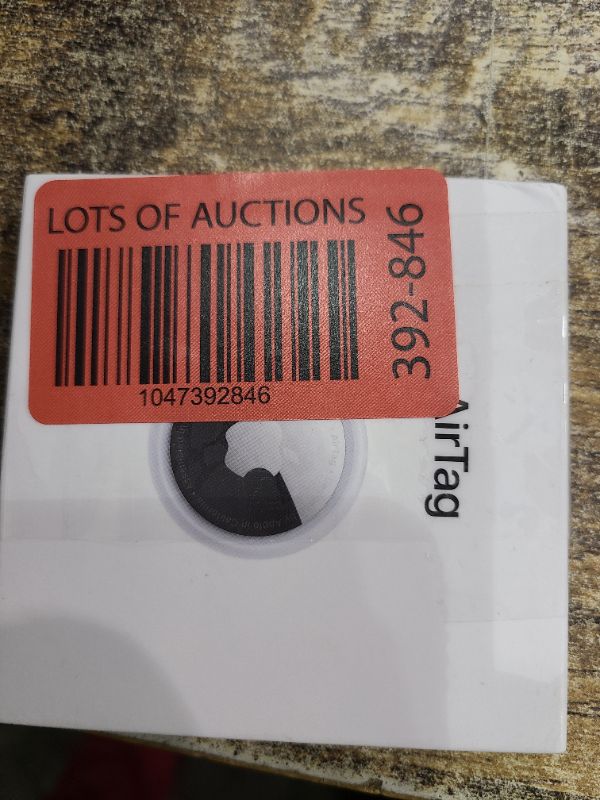 LOTS OF AUCTIONS
392-846
1047392846
AirTag